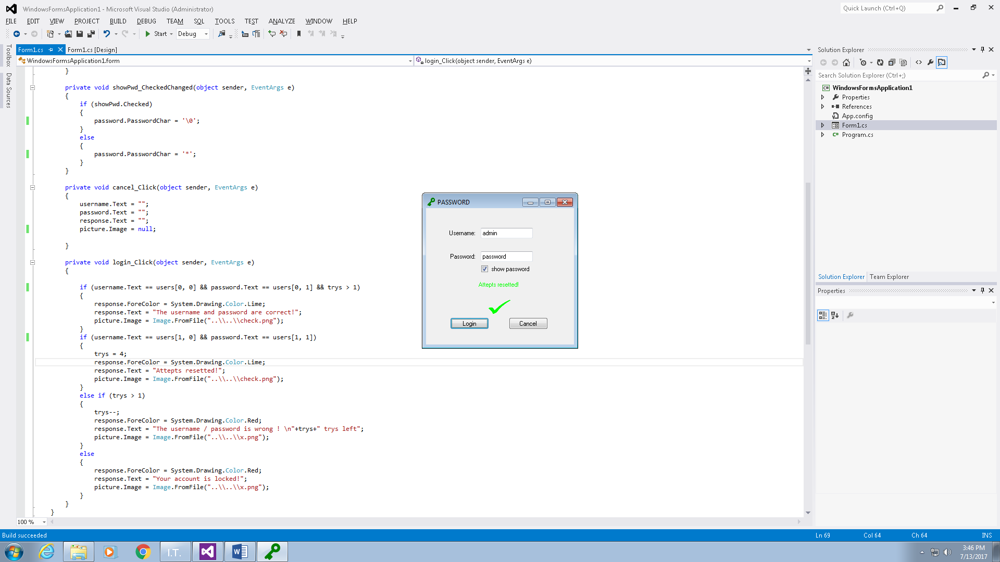 WindowsFormsApplication1 - Microsoft Visual Studio (Administrator)
Quick Launch (Ctrl+Q)
FILE EDIT VIEW PROJECT BUILD DEBUG TEAM SQL TOOLS TEST ANALYZE WINDOW HELP
Start Debug
Toolbox
Data Sources
Form1.cs
Form1.cs [Design]
WindowsFormsApplication1.form
login_Click(object sender, EventArgs e)
}
private void showPwd_CheckedChanged(object sender, EventArgs e)
{
if (showPwd.Checked)
{
password.PasswordChar = '\0';
}
else
{
password.PasswordChar = '*';
}
}
private void cancel_Click(object sender, EventArgs e)
{
username.Text = "";
password.Text = "";
response.Text = "";
picture.Image = null;
}
private void login_Click(object sender, EventArgs e)
{
if (username.Text == users[0, 0] && password.Text == users[0, 1] && trys > 1)
{
response.ForeColor = System.Drawing.Color.Lime;
response.Text = "The username and password are correct!";
picture.Image = Image.FromFile("..\\..\\check.png");
}
if (username.Text == users[1, 0] && password.Text == users[1, 1])
{
trys = 4;
response.ForeColor = System.Drawing.Color.Lime;
response.Text = "Attepts resetted!";
picture.Image = Image.FromFile("..\\..\\check.png");
}
else if (trys > 1)
{
trys--;
response.ForeColor = System.Drawing.Color.Red;
response.Text = "The username / password is wrong ! \n"+trys+" trys left";
picture.Image = Image.FromFile("..\\..\\x.png");
}
else
{
response.ForeColor = System.Drawing.Color.Red;
response.Text = "Your account is locked!";
picture.Image = Image.FromFile("..\\..\\x.png");
}
}
}
100 %
PASSWORD
Username: admin
Password: password
show password
Attepts resetted!
Login Cancel
Solution Explorer
Search Solution Explorer (Ctrl+;)
C# WindowsFormsApplication1
Properties
References
App.config
Form1.cs
C# Program.cs
Solution Explorer Team Explorer
Properties
Build succeeded
Ln 69 Col 64 Ch 64 INS
I.T.
3:46 PM
7/13/2017